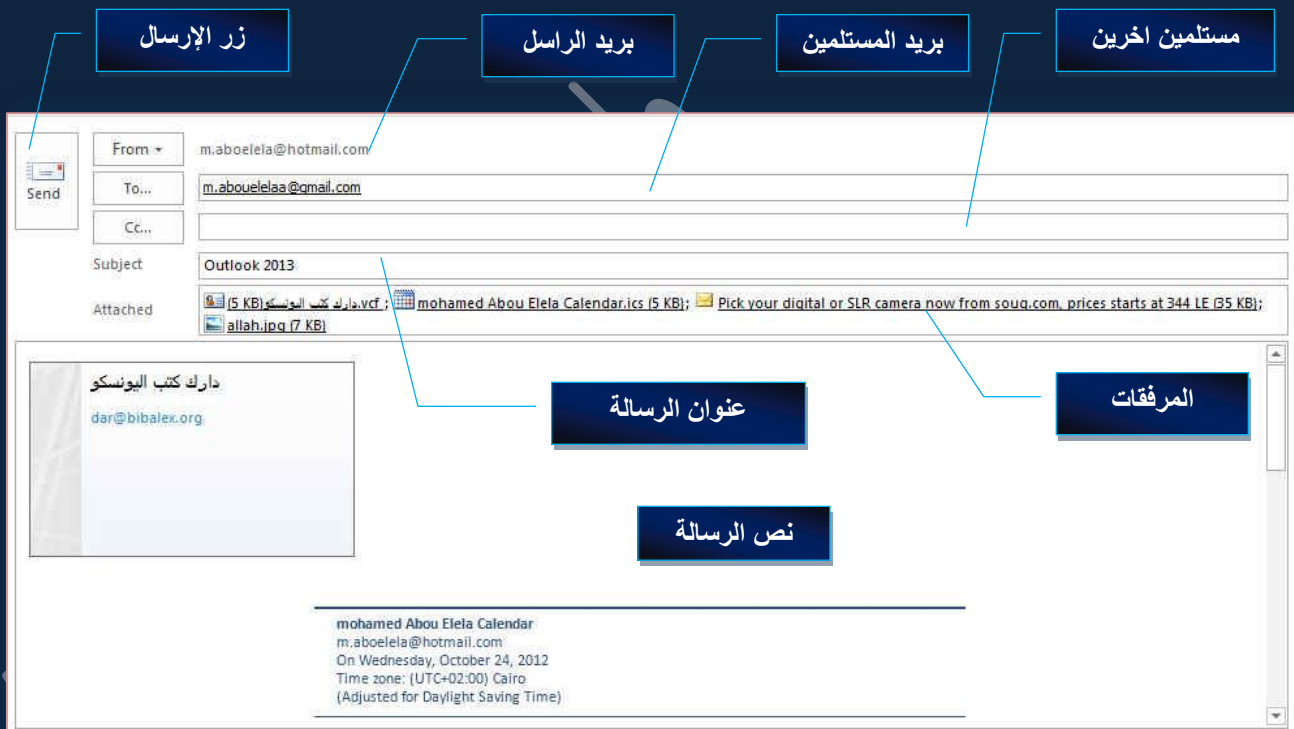 زر الإرسال
بريد الراسل
بريد المستلمين
مستلمين اخرين
Send
From
m.aboelela@hotmail.com
To...
m.abouelelaa@gmail.com
Cc...
Subject
Outlook 2013
Attached
دارك كتب اليونسكو.vcf (5 KB); mohamed Abou Elela Calendar.ics (5 KB); Pick your digital or SLR camera now from souq.com, prices starts at 344 LE (35 KB);
allah.jpg (7 KB)
دارك كتب اليونسكو
dar@bibalex.org
عنوان الرسالة
المرفقات
نص الرسالة
mohamed Abou Elela Calendar
m.aboelela@hotmail.com
On Wednesday, October 24, 2012
Time zone: (UTC+02:00) Cairo
(Adjusted for Daylight Saving Time)